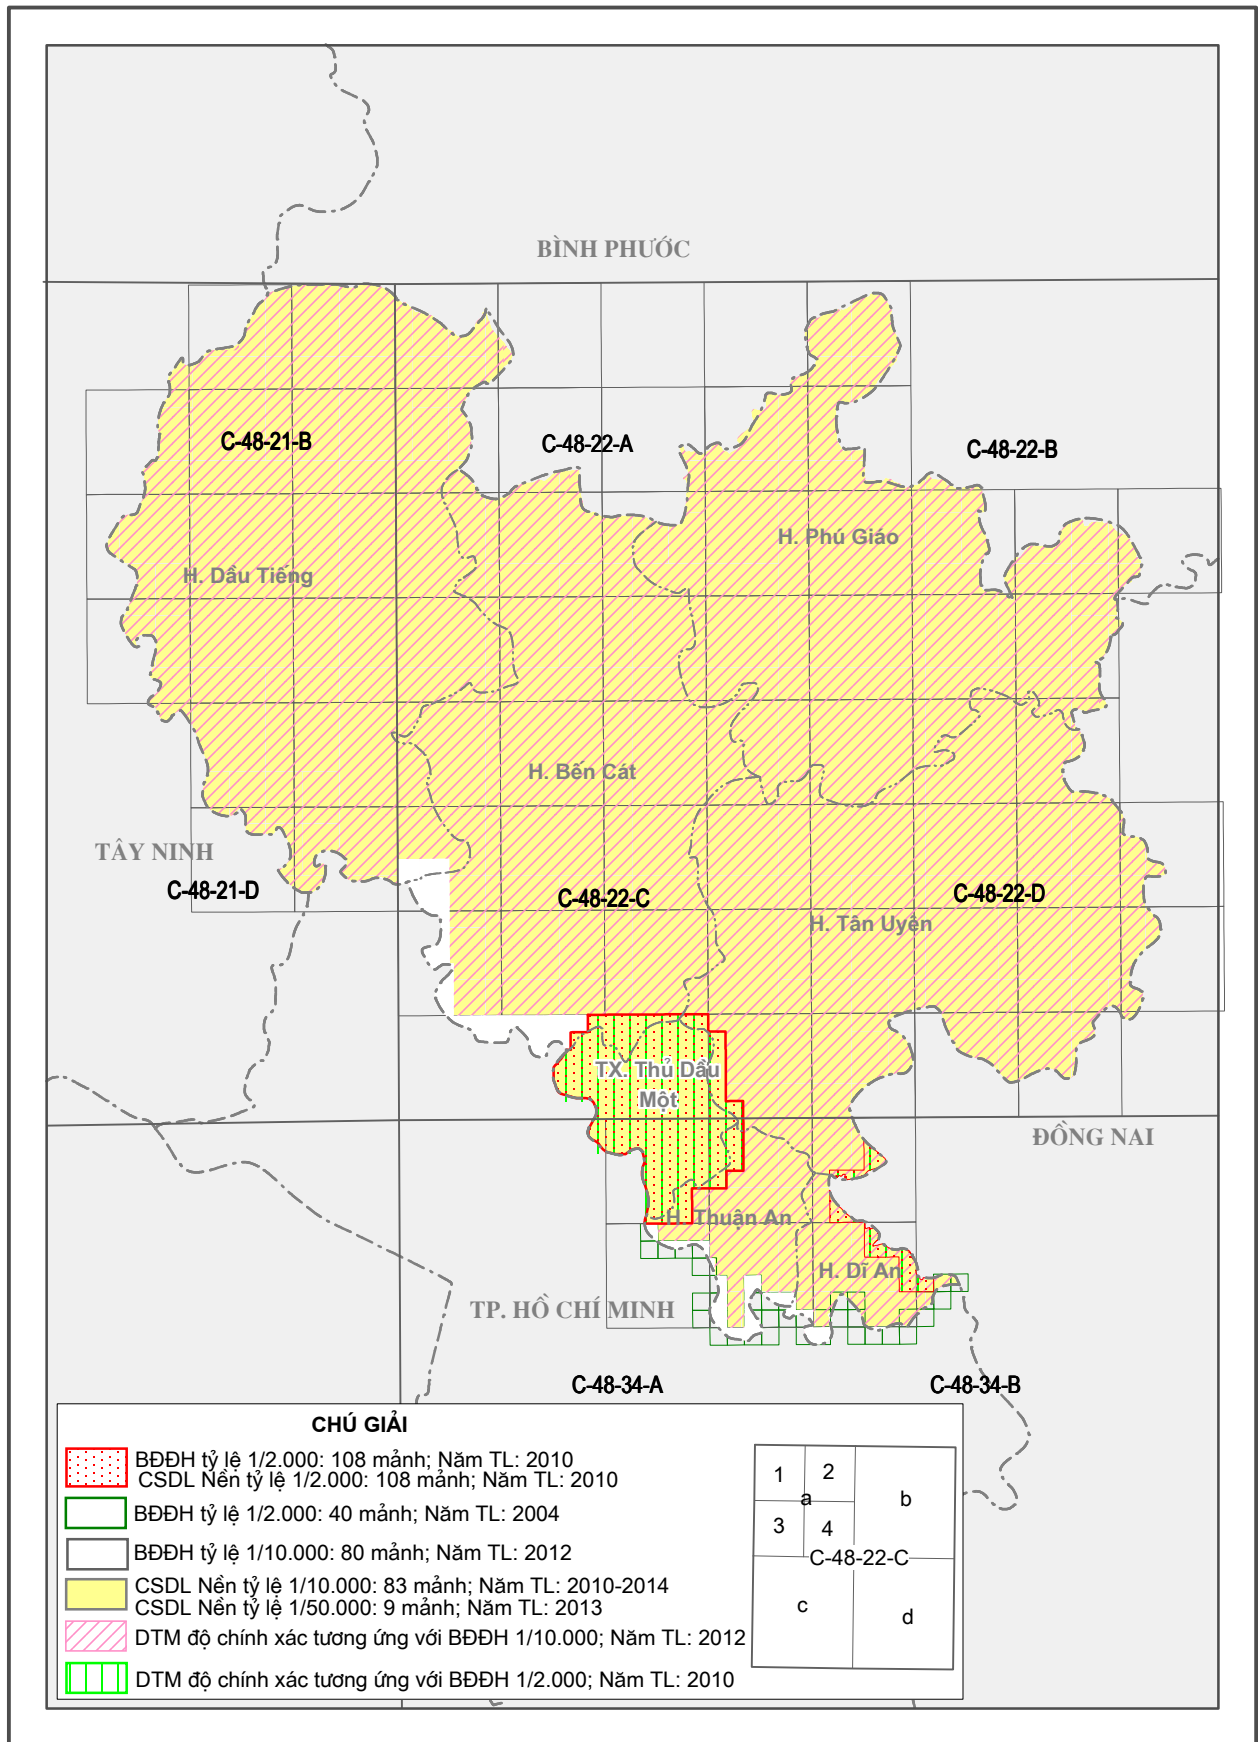 BÌNH PHƯỚC
C-48-21-B
C-48-22-A
C-48-22-B
H. Phú Giáo
H. Dầu Tiếng
H. Bến Cát
TÂY NINH
C-48-21-D
C-48-22-C
C-48-22-D
H. Tân Uyên
TX. Thủ Dầu
Một
ĐỒNG NAI
H. Thuận An
H. Dĩ An
TP. HỒ CHÍ MINH
C-48-34-A
C-48-34-B
CHÚ GIẢI
BĐĐH tỷ lệ 1/2.000: 108 mảnh; Năm TL: 2010
CSDL Nền tỷ lệ 1/2.000: 108 mảnh; Năm TL: 2010
BĐĐH tỷ lệ 1/2.000: 40 mảnh; Năm TL: 2004
BĐĐH tỷ lệ 1/10.000: 80 mảnh; Năm TL: 2012
CSDL Nền tỷ lệ 1/10.000: 83 mảnh; Năm TL: 2010-2014
CSDL Nền tỷ lệ 1/50.000: 9 mảnh; Năm TL: 2013
DTM độ chính xác tương ứng với BĐĐH 1/10.000; Năm TL: 2012
DTM độ chính xác tương ứng với BĐĐH 1/2.000; Năm TL: 2010
1 2
a b
3 4
C-48-22-C
c d